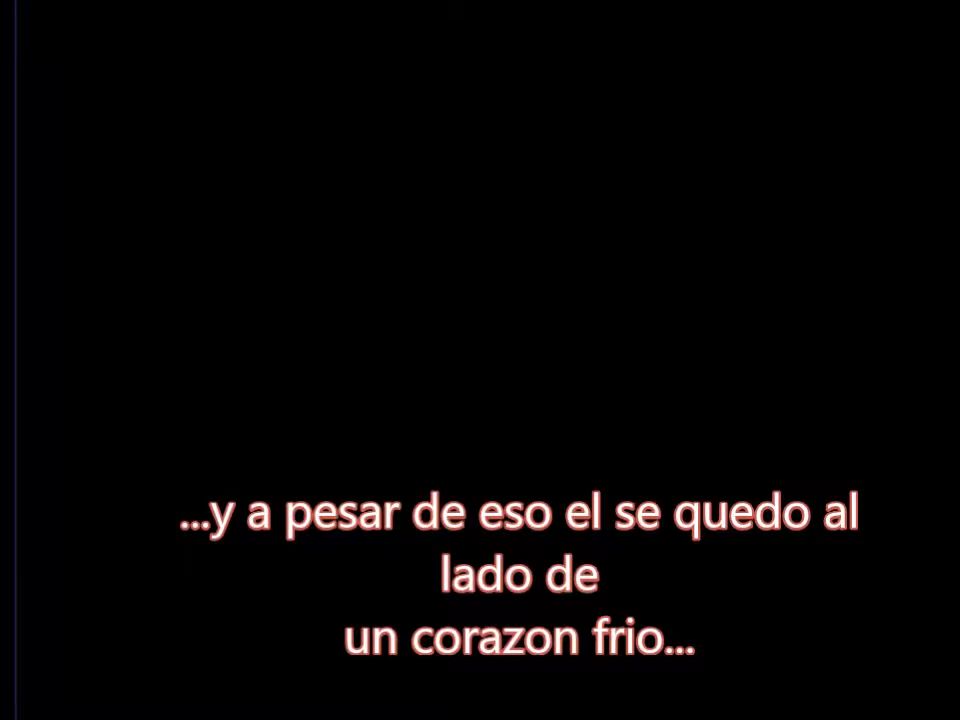 ...y a pesar de eso el se quedo al
lado de
un corazon frio...